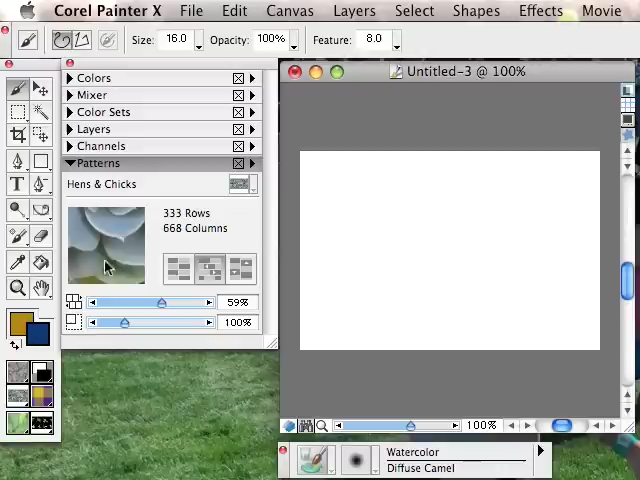 Corel Painter X File Edit Canvas Layers Select Shapes Effects Movie
Size: 16.0 Opacity: 100% Feature: 8.0
Colors
Mixer
Color Sets
Layers
Channels
Patterns
Hens & Chicks
333 Rows
668 Columns
59%
100%
Untitled-3 @ 100%
100%
Watercolor
Diffuse Camel